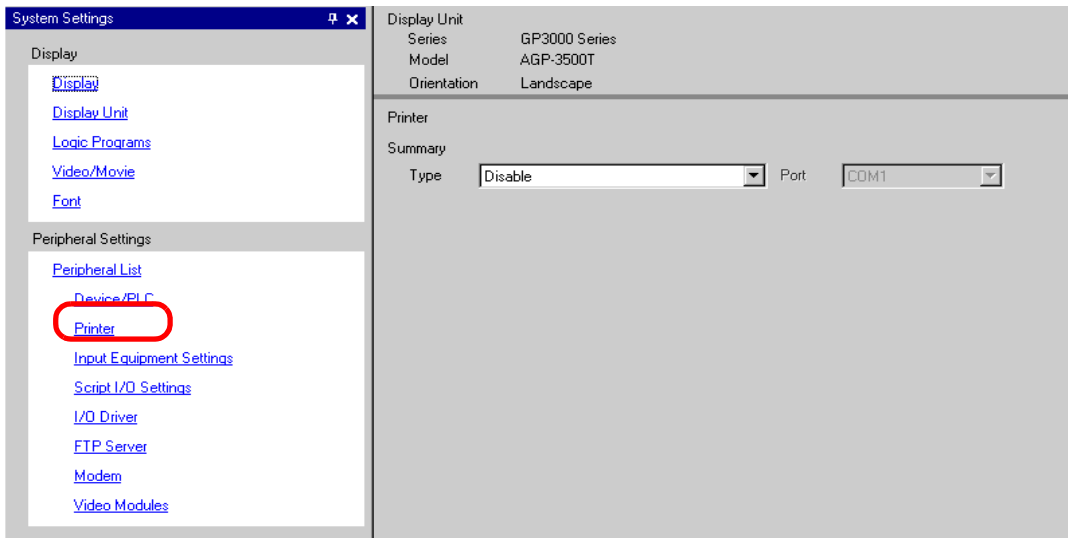 System Settings
Display
Display
Display Unit
Logic Programs
Video/Movie
Font
Peripheral Settings
Peripheral List
Device/PLC
Printer
Input Equipment Settings
Script I/O Settings
I/O Driver
FTP Server
Modem
Video Modules
Display Unit
Series GP3000 Series
Model AGP-3500T
Orientation Landscape
Printer
Summary
Type Disable Port COM1